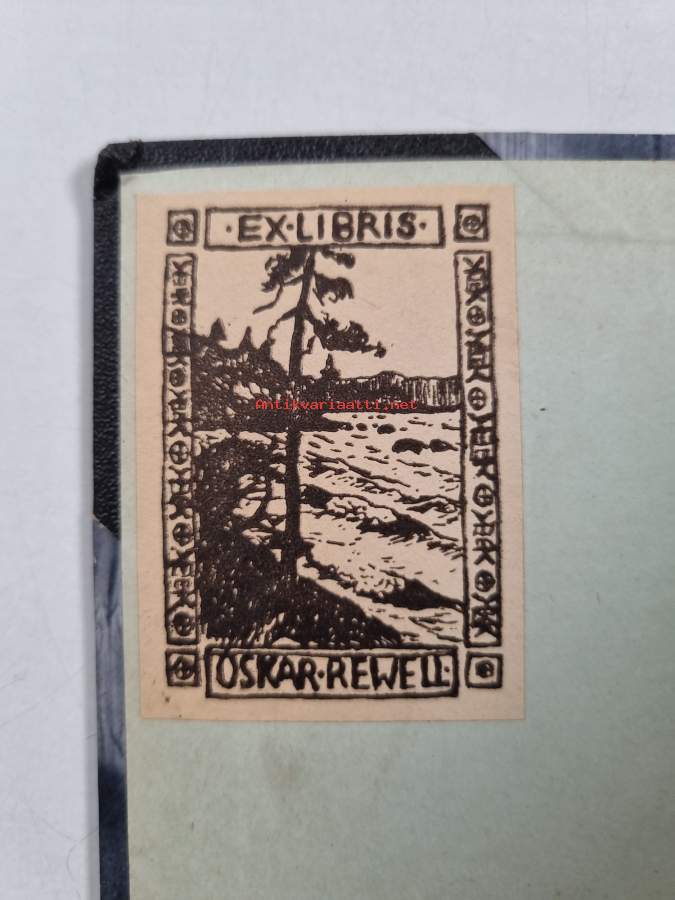 ·EX·LIBRIS·
Antikvariaatti.net
OSKAR·REWELL·